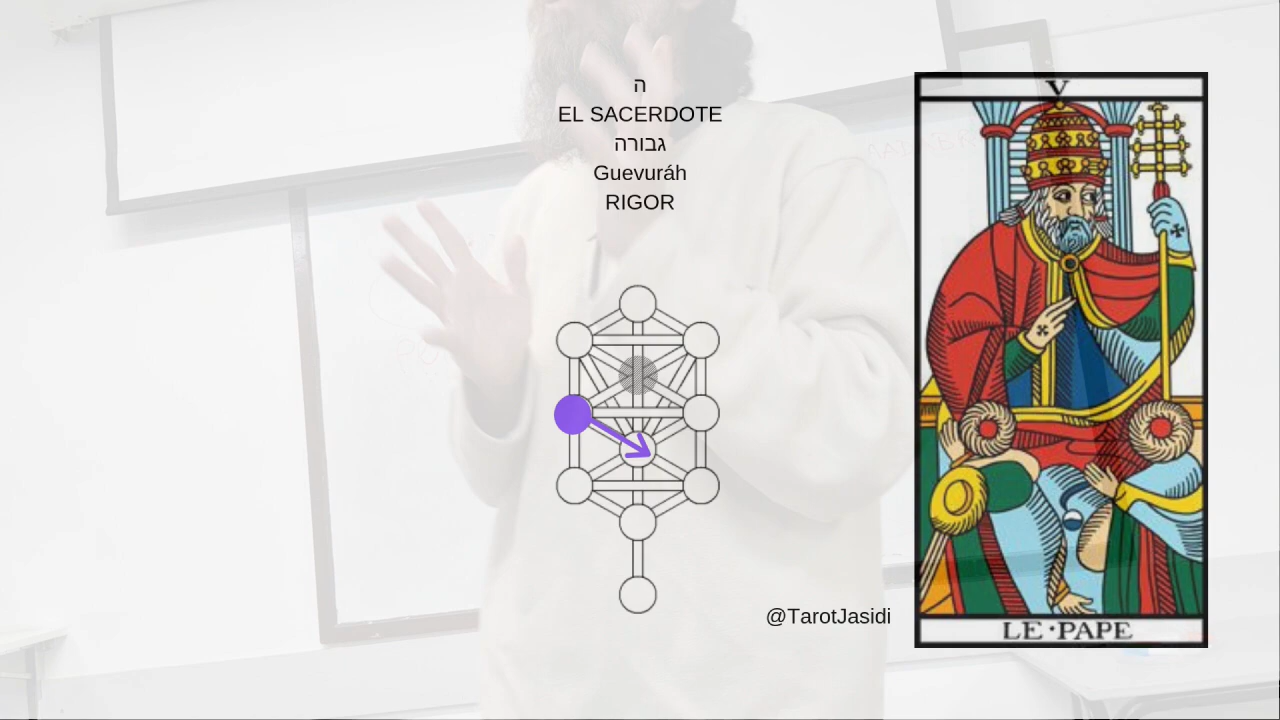 ה
EL SACERDOTE
גבורה
Guevuráh
RIGOR
V
LE·PAPE
@TarotJasidi